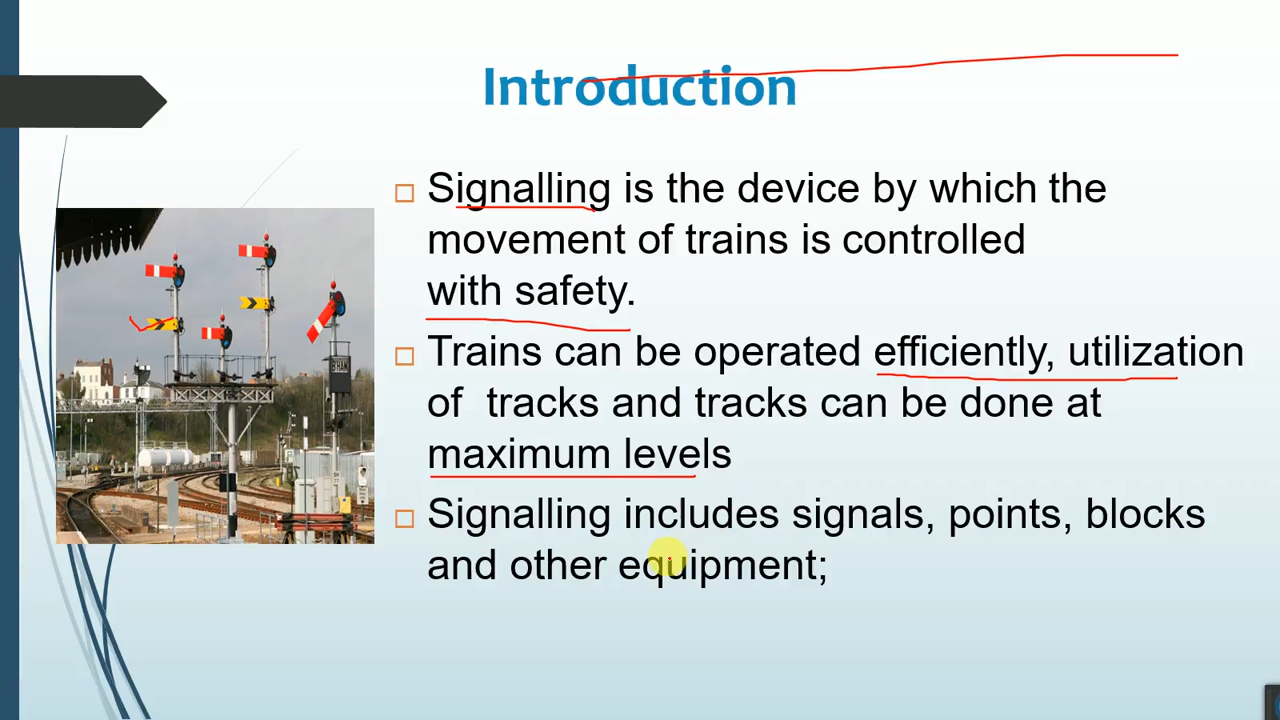 Introduction
Signalling is the device by which the
movement of trains is controlled
with safety.
Trains can be operated efficiently, utilization
of tracks and tracks can be done at
maximum levels
Signalling includes signals, points, blocks
and other equipment;